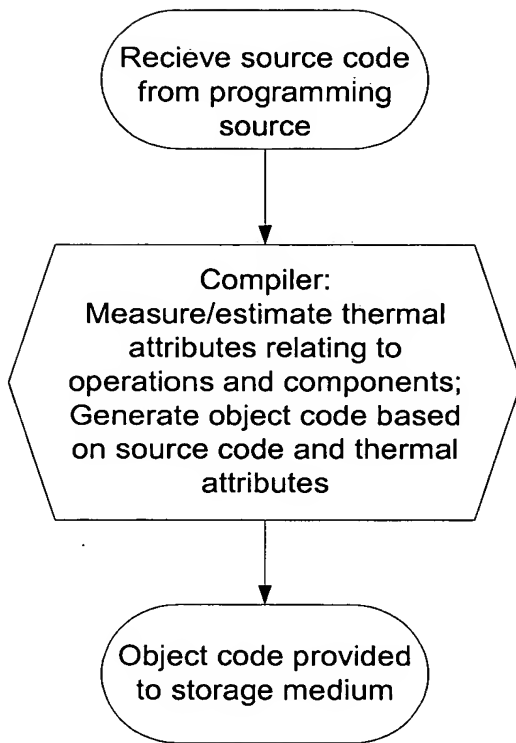 Recieve source code
from programming
source
Compiler:
Measure/estimate thermal
attributes relating to
operations and components;
Generate object code based
on source code and thermal
attributes
Object code provided
to storage medium